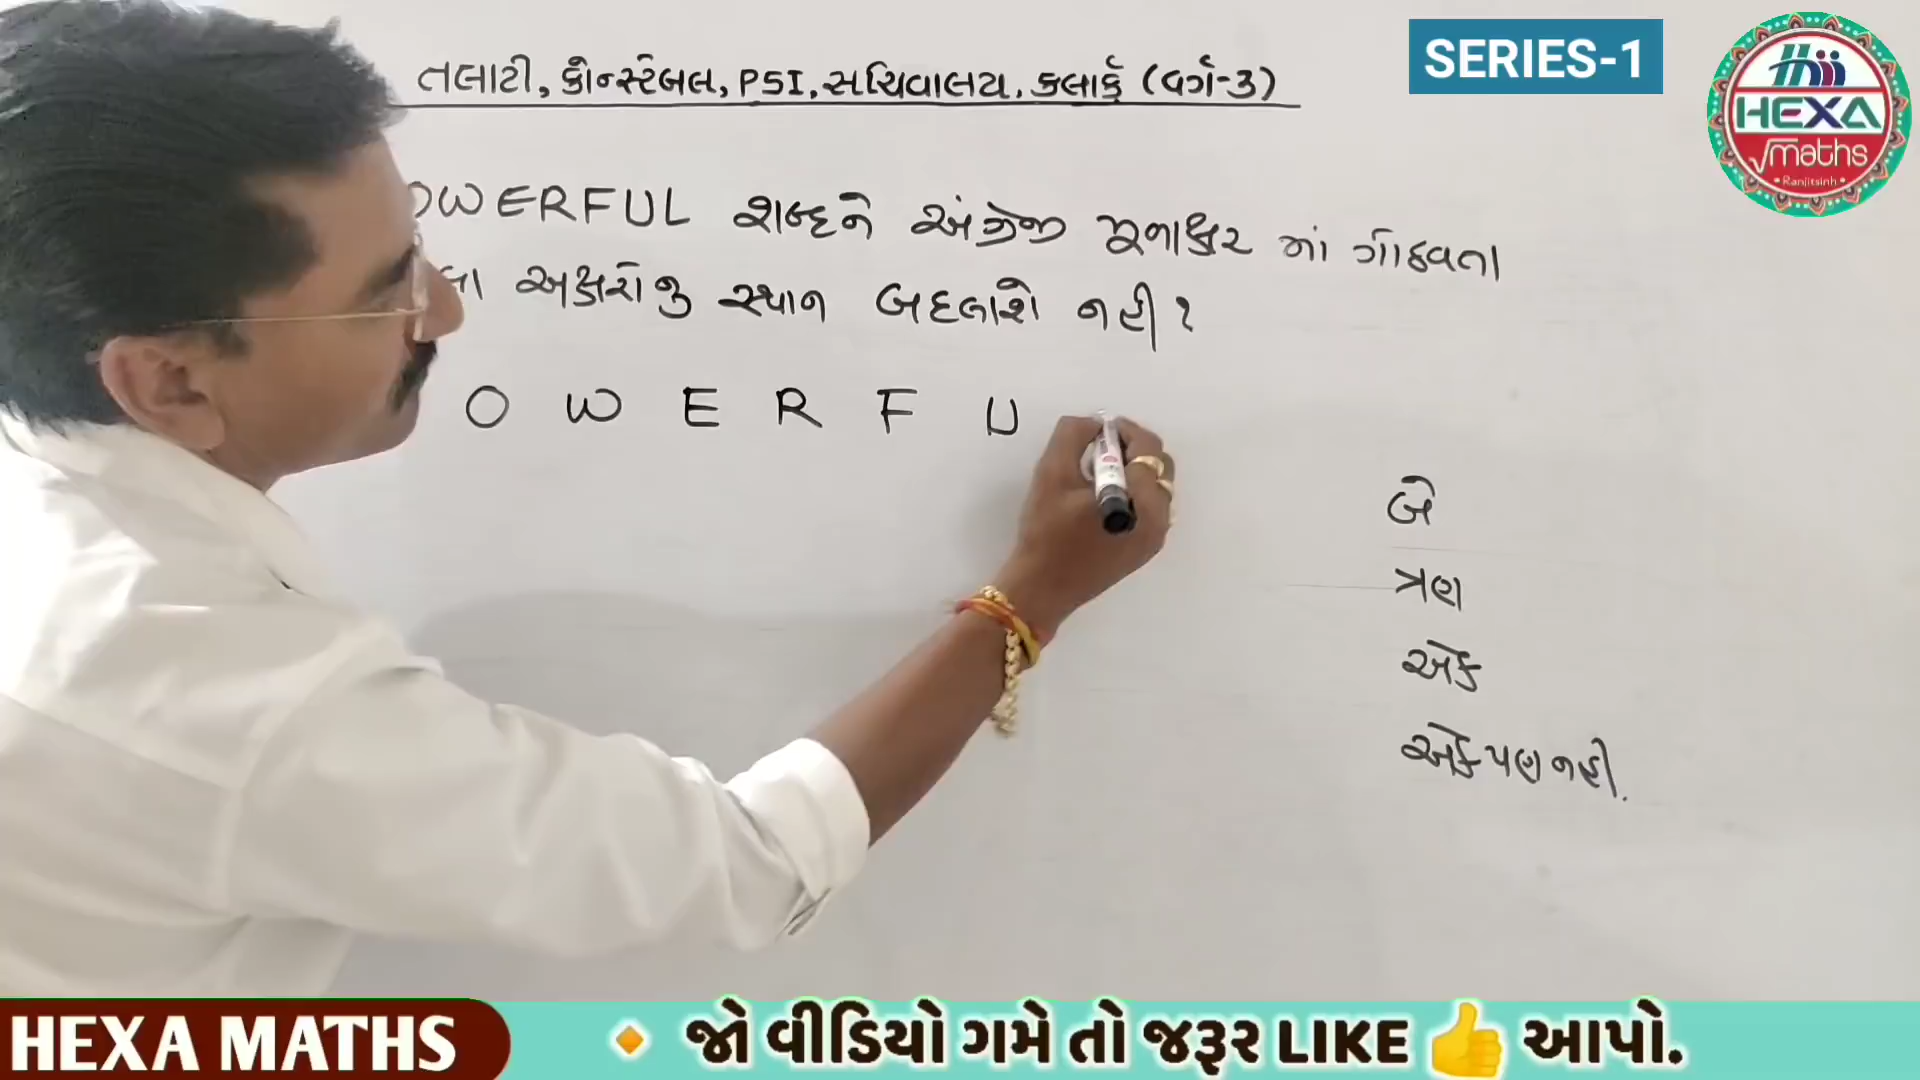 SERIES-1
HEXA
maths
Ranjitsinh
તલાટી, કોન્સ્ટેબલ, PSI, સચિવાલય, કલાર્ક (વર્ગ-૩)
OWERFUL શબ્દને અંગ્રેજી મૂળાક્ષર માં ગોઠવતા
લા અક્ષરોનુ સ્થાન બદલાશે નહી?
O W E R F U
બે
ત્રણ
એક
એક પણ નહી.
HEXA MATHS
જો વીડિયો ગમે તો જરૂર LIKE 👍 આપો.